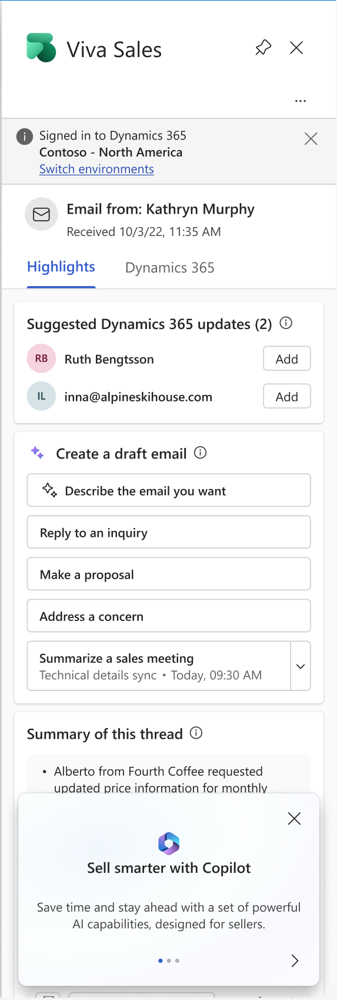 Viva Sales
...
Signed in to Dynamics 365
Contoso - North America
Switch environments
Email from: Kathryn Murphy
Received 10/3/22, 11:35 AM
Highlights
Dynamics 365
Suggested Dynamics 365 updates (2)
RB
Ruth Bengtsson
Add
IL
inna@alpineskihouse.com
Add
Create a draft email
Describe the email you want
Reply to an inquiry
Make a proposal
Address a concern
Summarize a sales meeting
Technical details sync • Today, 09:30 AM
Summary of this thread
• Alberto from Fourth Coffee requested
updated price information for monthly
Sell smarter with Copilot
Save time and stay ahead with a set of powerful
AI capabilities, designed for sellers.